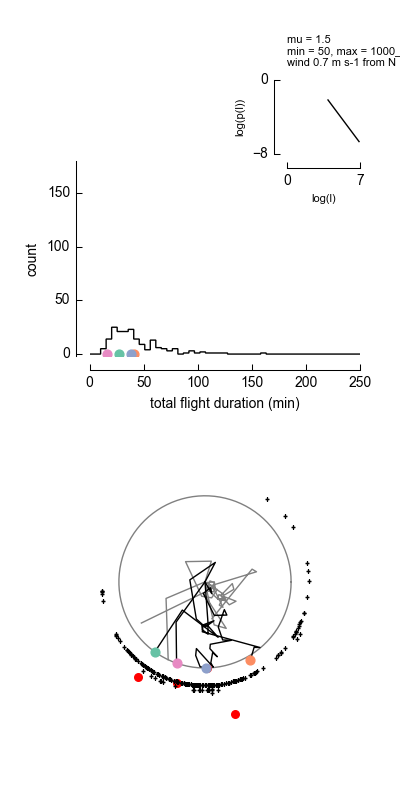 mu = 1.5
min = 50, max = 1000_
wind 0.7 m s-1 from N
0
log(p(l))
−8
0
7
log(l)
150
count
100
50
0
0
50
100
150
200
250
total flight duration (min)